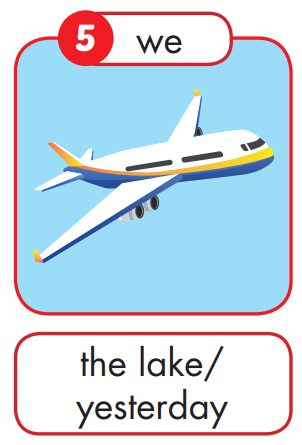 5 we
the lake/
yesterday